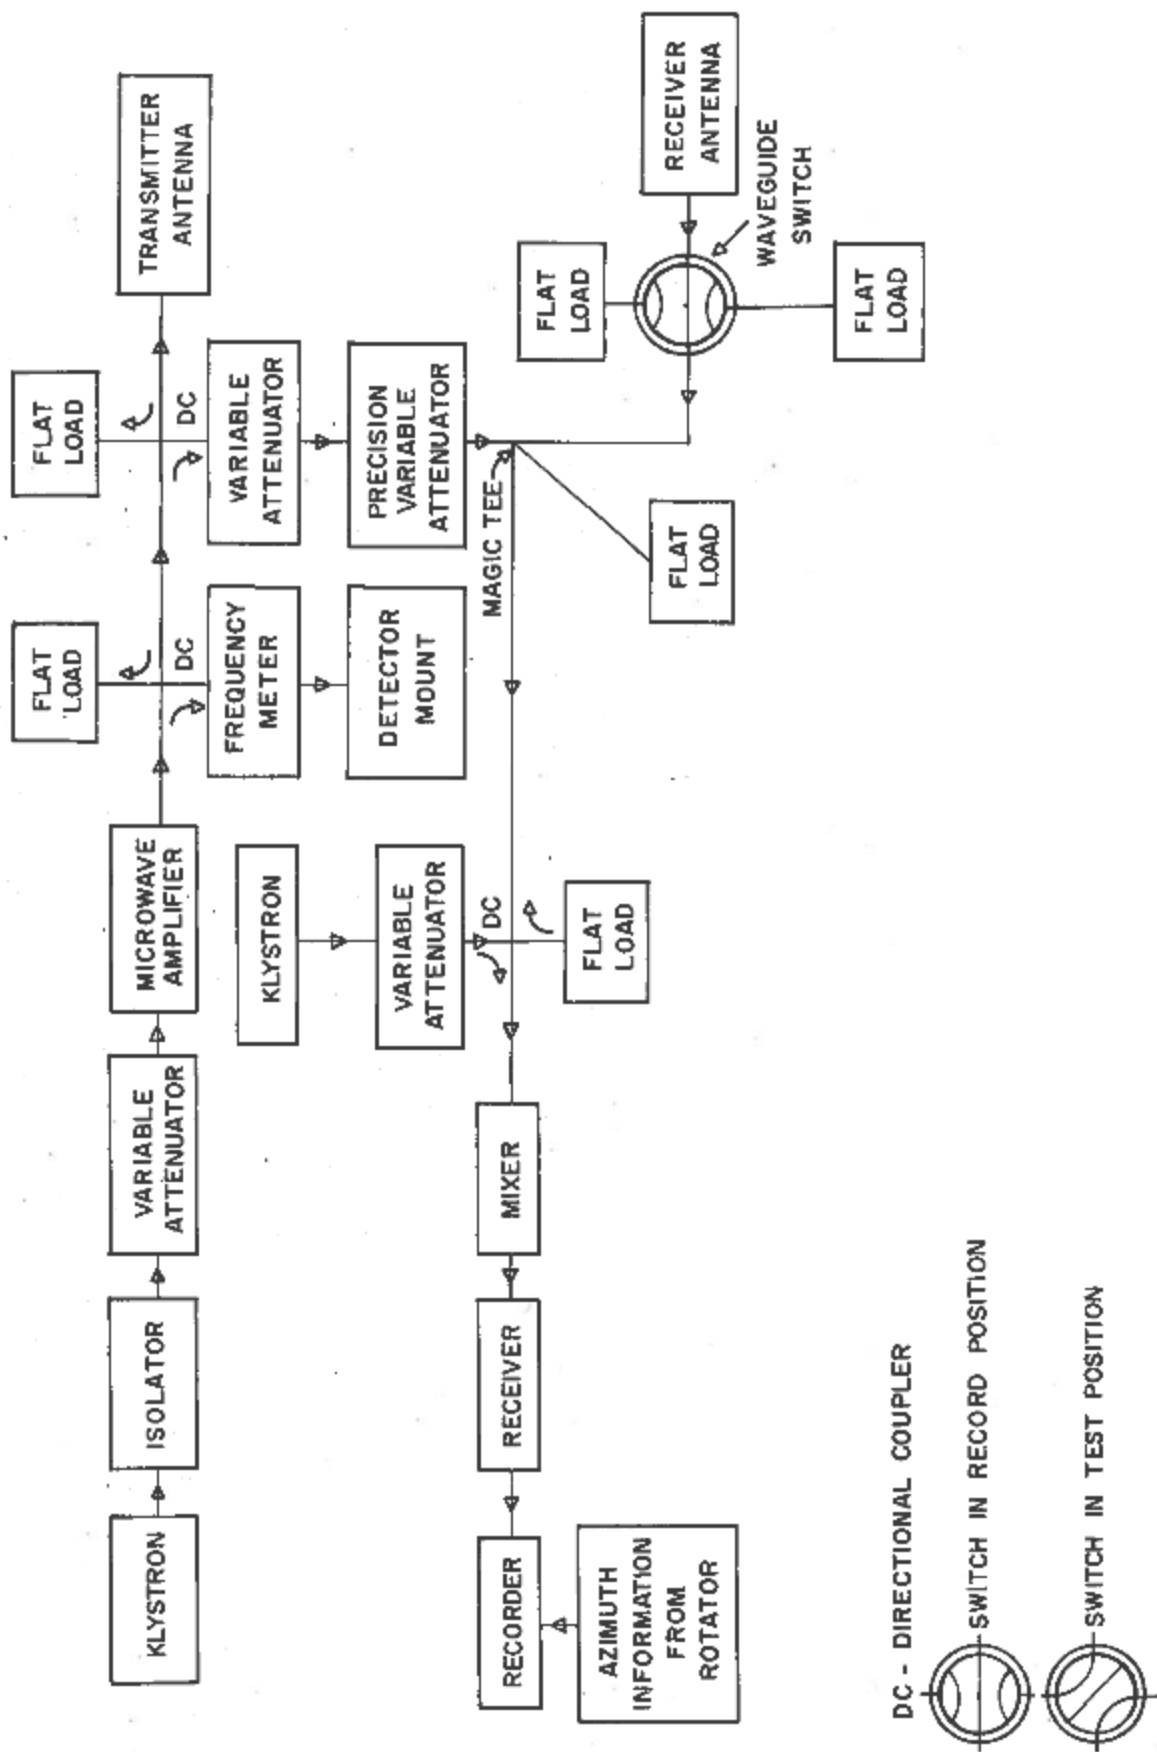 KLYSTRON
ISOLATOR
VARIABLE
ATTENUATOR
MICROWAVE
AMPLIFIER
FLAT
LOAD
DC
FREQUENCY
METER
DETECTOR
MOUNT
FLAT
LOAD
DC
VARIABLE
ATTENUATOR
PRECISION
VARIABLE
ATTENUATOR
TRANSMITTER
ANTENNA
KLYSTRON
VARIABLE
ATTENUATOR
DC
FLAT
LOAD
MAGIC TEE
FLAT
LOAD
FLAT
LOAD
RECEIVER
ANTENNA
WAVEGUIDE
SWITCH
FLAT
LOAD
MIXER
RECEIVER
RECORDER
AZIMUTH
INFORMATION
FROM
ROTATOR
DC - DIRECTIONAL COUPLER
SWITCH IN RECORD POSITION
SWITCH IN TEST POSITION